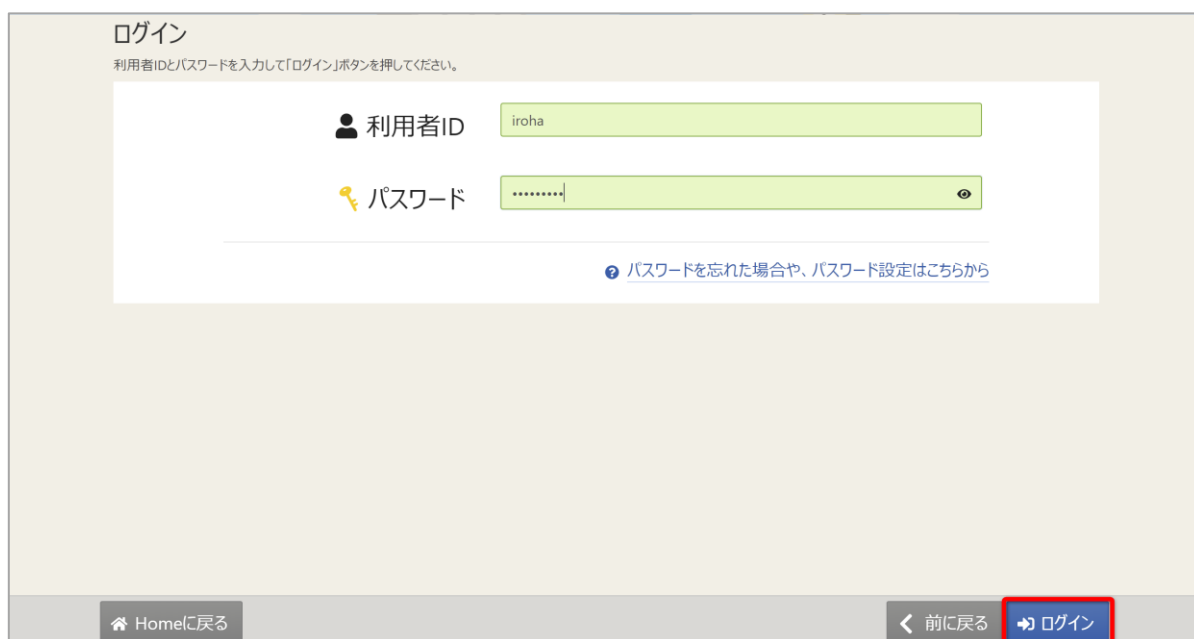 ログイン
利用者IDとパスワードを入力して「ログイン」ボタンを押してください。
利用者ID
iroha
パスワード
•••••••••
パスワードを忘れた場合や、パスワード設定はこちらから
Homeに戻る
前に戻る
ログイン